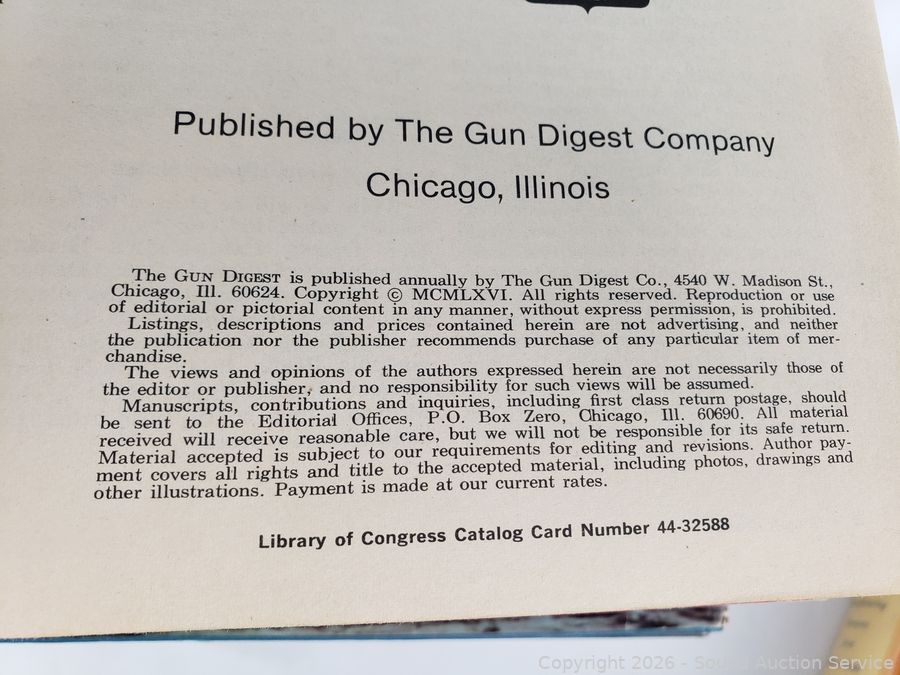 Published by The Gun Digest Company
Chicago, Illinois
The GUN DIGEST is published annually by The Gun Digest Co., 4540 W. Madison St.,
Chicago, Ill. 60624. Copyright © MCMLXVI. All rights reserved. Reproduction or use
of editorial or pictorial content in any manner, without express permission, is prohibited.
Listings, descriptions and prices contained herein are not advertising, and neither
the publication nor the publisher recommends purchase of any particular item of mer-
chandise.
The views and opinions of the authors expressed herein are not necessarily those of
the editor or publisher, and no responsibility for such views will be assumed.
Manuscripts, contributions and inquiries, including first class return postage, should
be sent to the Editorial Offices, P.O. Box Zero, Chicago, Ill. 60690. All material
received will receive reasonable care, but we will not be responsible for its safe return.
Material accepted is subject to our requirements for editing and revisions. Author pay-
ment covers all rights and title to the accepted material, including photos, drawings and
other illustrations. Payment is made at our current rates.
Library of Congress Catalog Card Number 44-32588
Copyright 2026 - Sound Auction Service